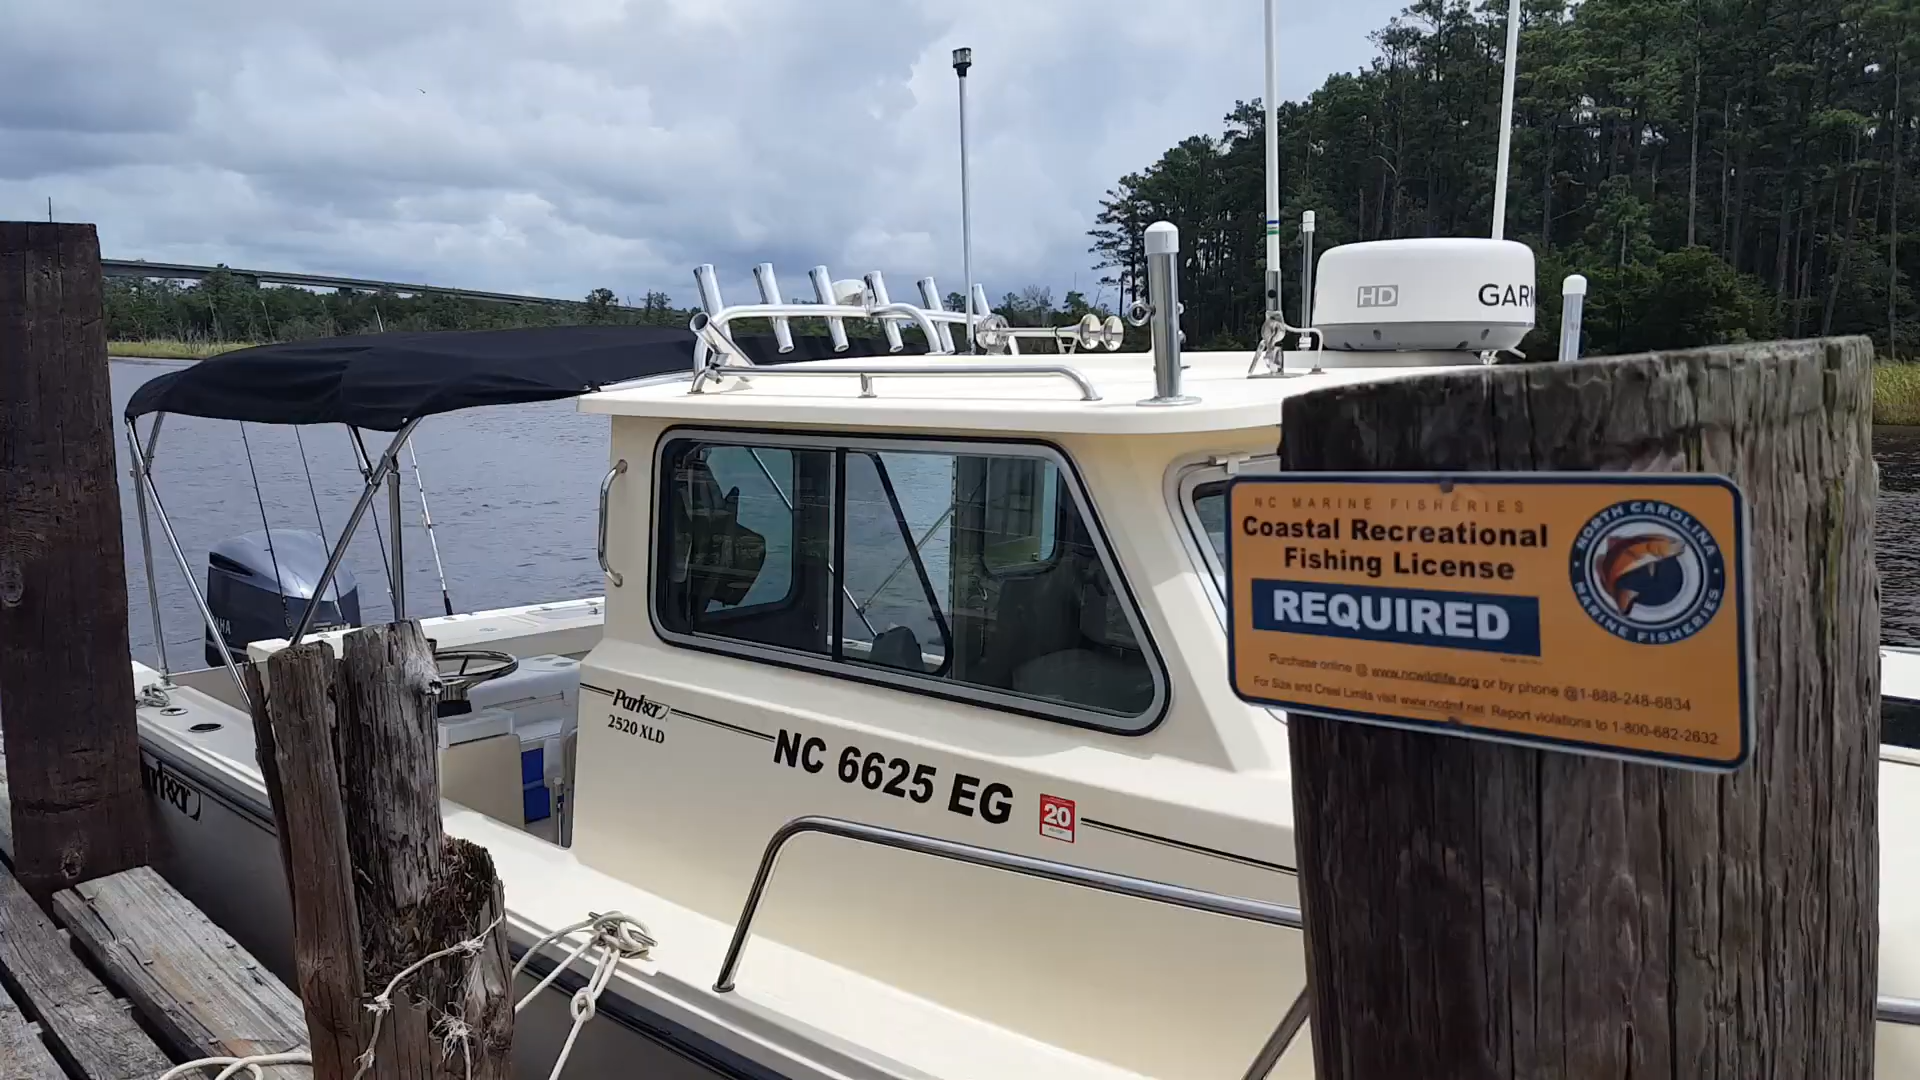 HD GAR
NC MARINE FISHERIES
Coastal Recreational
Fishing License
REQUIRED
Purchase online @ www.ncwildlife.org or by phone @1-888-248-6834
For Size and Creel Limits visit www.ncdmf.net Report violations to 1-800-682-2632
NORTH CAROLINA
MARINE FISHERIES
Parker
2520 XLD
NC 6625 EG
20